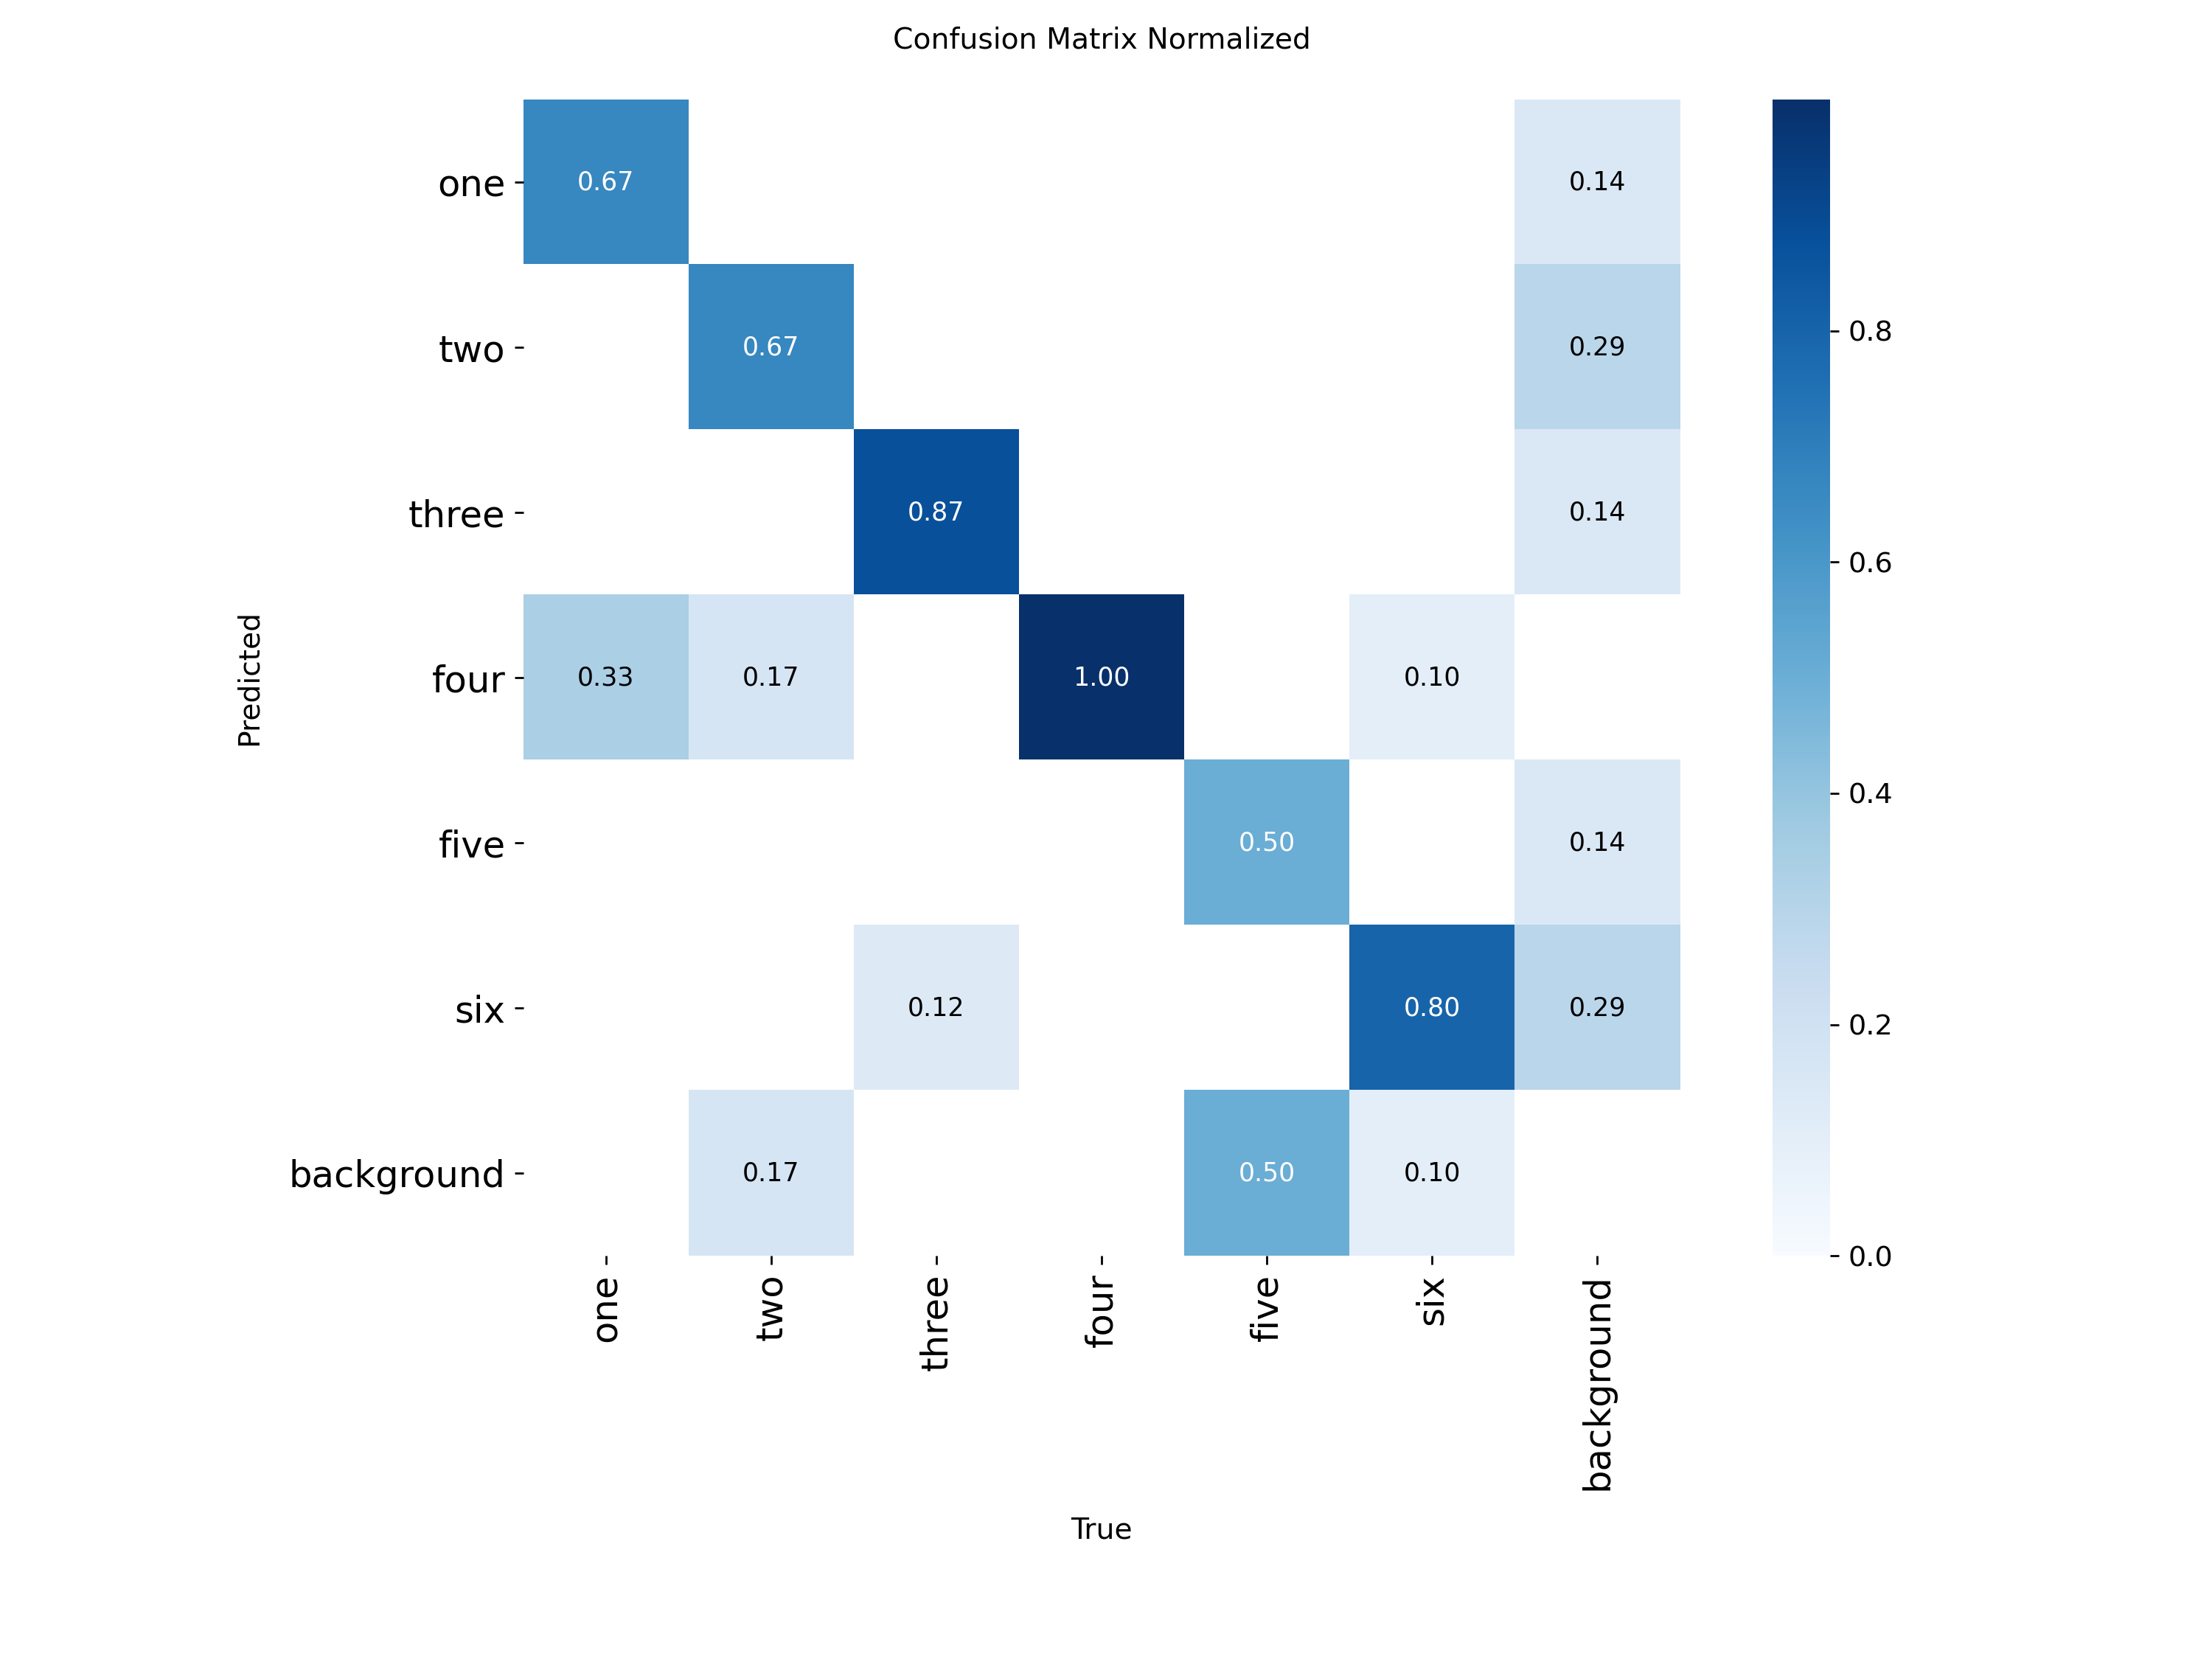 Confusion Matrix Normalized
one
0.67
0.14
two
0.67
0.29
three
0.87
0.14
four
0.33
0.17
1.00
0.10
five
0.50
0.14
six
0.12
0.80
0.29
background
0.17
0.50
0.10
Predicted
one
two
three
four
five
six
background
True
0.8
0.6
0.4
0.2
0.0